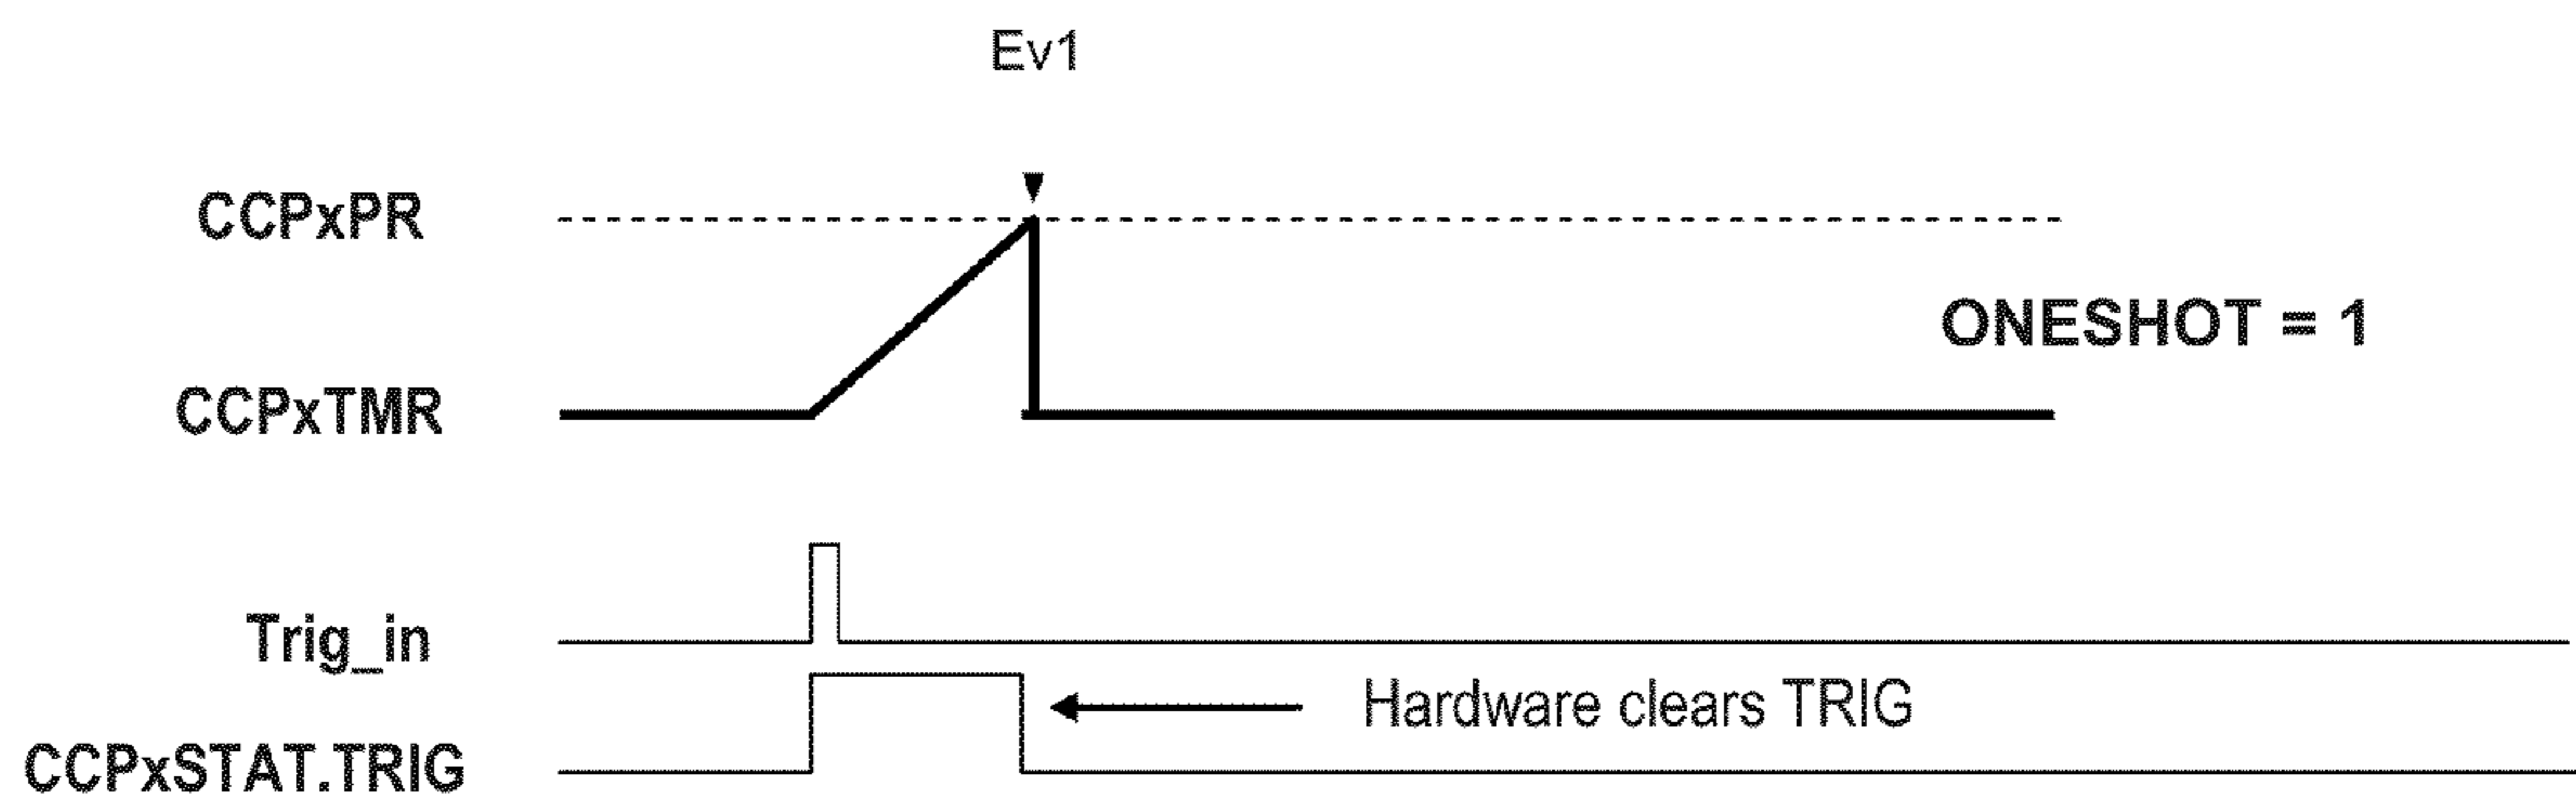 Ev1
CCPxPR
ONESHOT = 1
CCPxTMR
Trig_in
Hardware clears TRIG
CCPxSTAT.TRIG